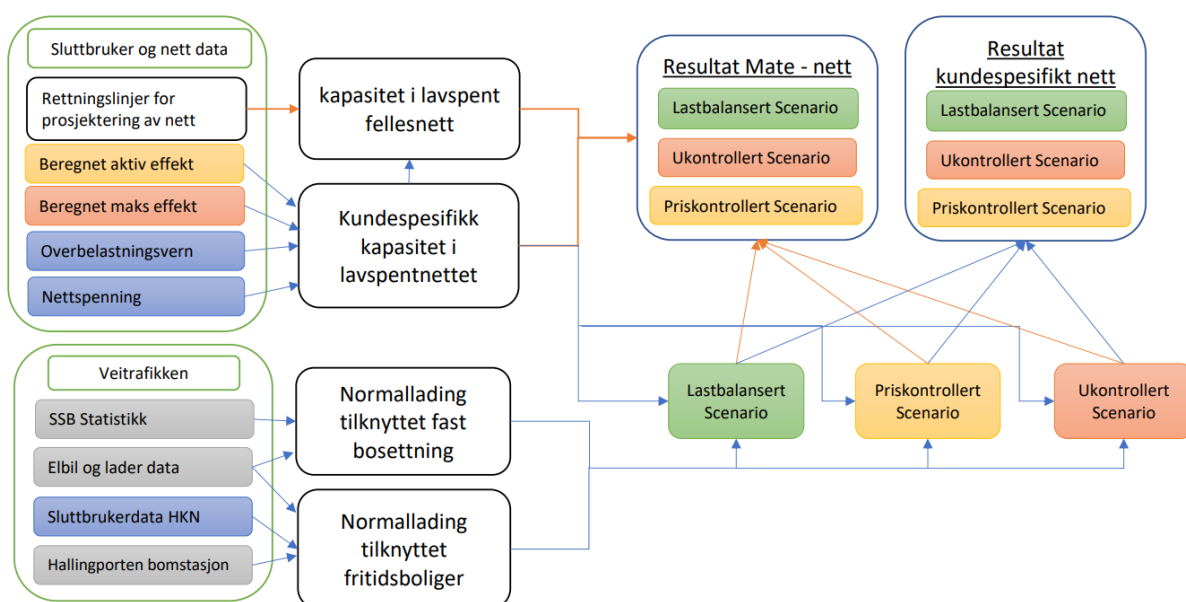 Sluttbruker og nett data
Rettningslinjer for
prosjektering av nett
Beregnet aktiv effekt
Beregnet maks effekt
Overbelastningsvern
Nettspenning
kapasitet i lavspent
fellesnett
Kundespesifikk
kapasitet i
lavspentnettet
Resultat Mate - nett
Lastbalansert Scenario
Ukontrollert Scenario
Priskontrollert Scenario
Resultat
kundespesifikt nett
Lastbalansert Scenario
Ukontrollert Scenario
Priskontrollert Scenario
Veitrafikken
SSB Statistikk
Elbil og lader data
Sluttbrukerdata HKN
Hallingporten bomstasjon
Normallading
tilknyttet fast
bosettning
Normallading
tilknyttet
fritidsboliger
Lastbalansert
Scenario
Priskontrollert
Scenario
Ukontrollert
Scenario